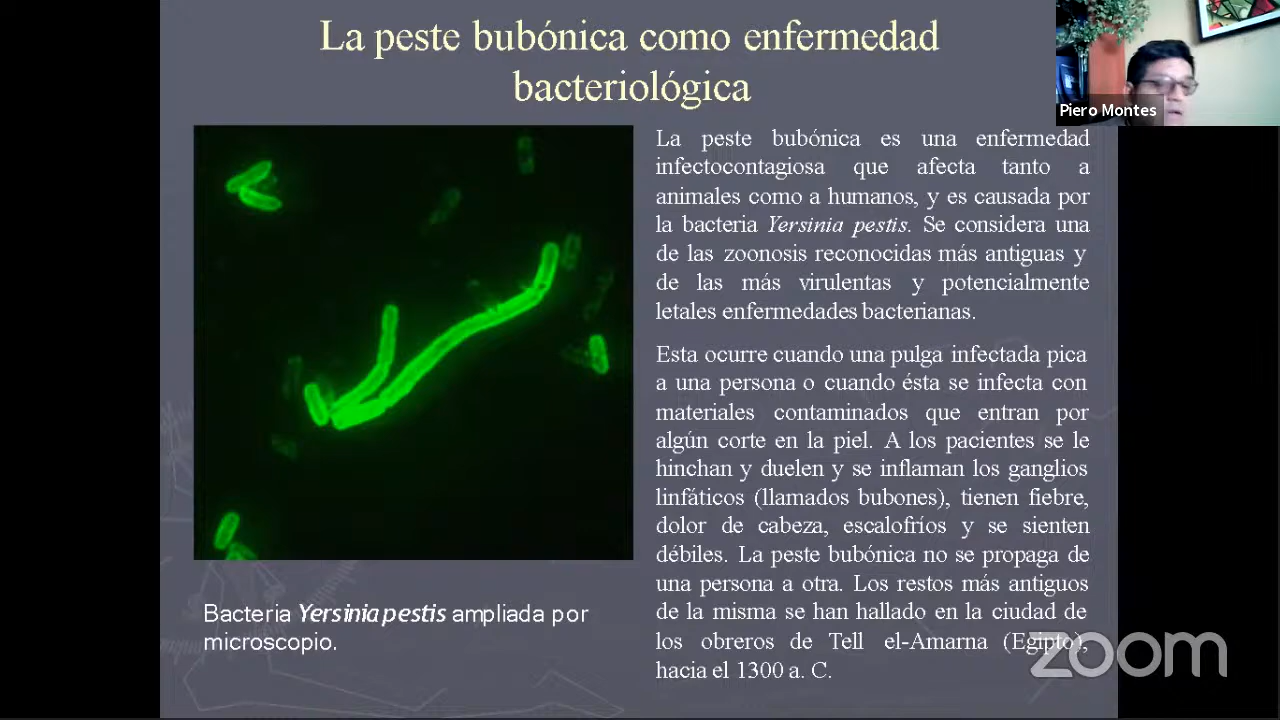 La peste bubónica como enfermedad
bacteriológica
Piero Montes
La peste bubónica es una enfermedad
infectocontagiosa que afecta tanto a
animales como a humanos, y es causada por
la bacteria Yersinia pestis. Se considera una
de las zoonosis reconocidas más antiguas y
de las más virulentas y potencialmente
letales enfermedades bacterianas.
Esta ocurre cuando una pulga infectada pica
a una persona o cuando ésta se infecta con
materiales contaminados que entran por
algún corte en la piel. A los pacientes se le
hinchan y duelen y se inflaman los ganglios
linfáticos (llamados bubones), tienen fiebre,
dolor de cabeza, escalofríos y se sienten
débiles. La peste bubónica no se propaga de
una persona a otra. Los restos más antiguos
de la misma se han hallado en la ciudad de
los obreros de Tell el-Amarna (Egipto),
hacia el 1300 a. C.
Bacteria Yersinia pestis ampliada por
microscopio.
zoom